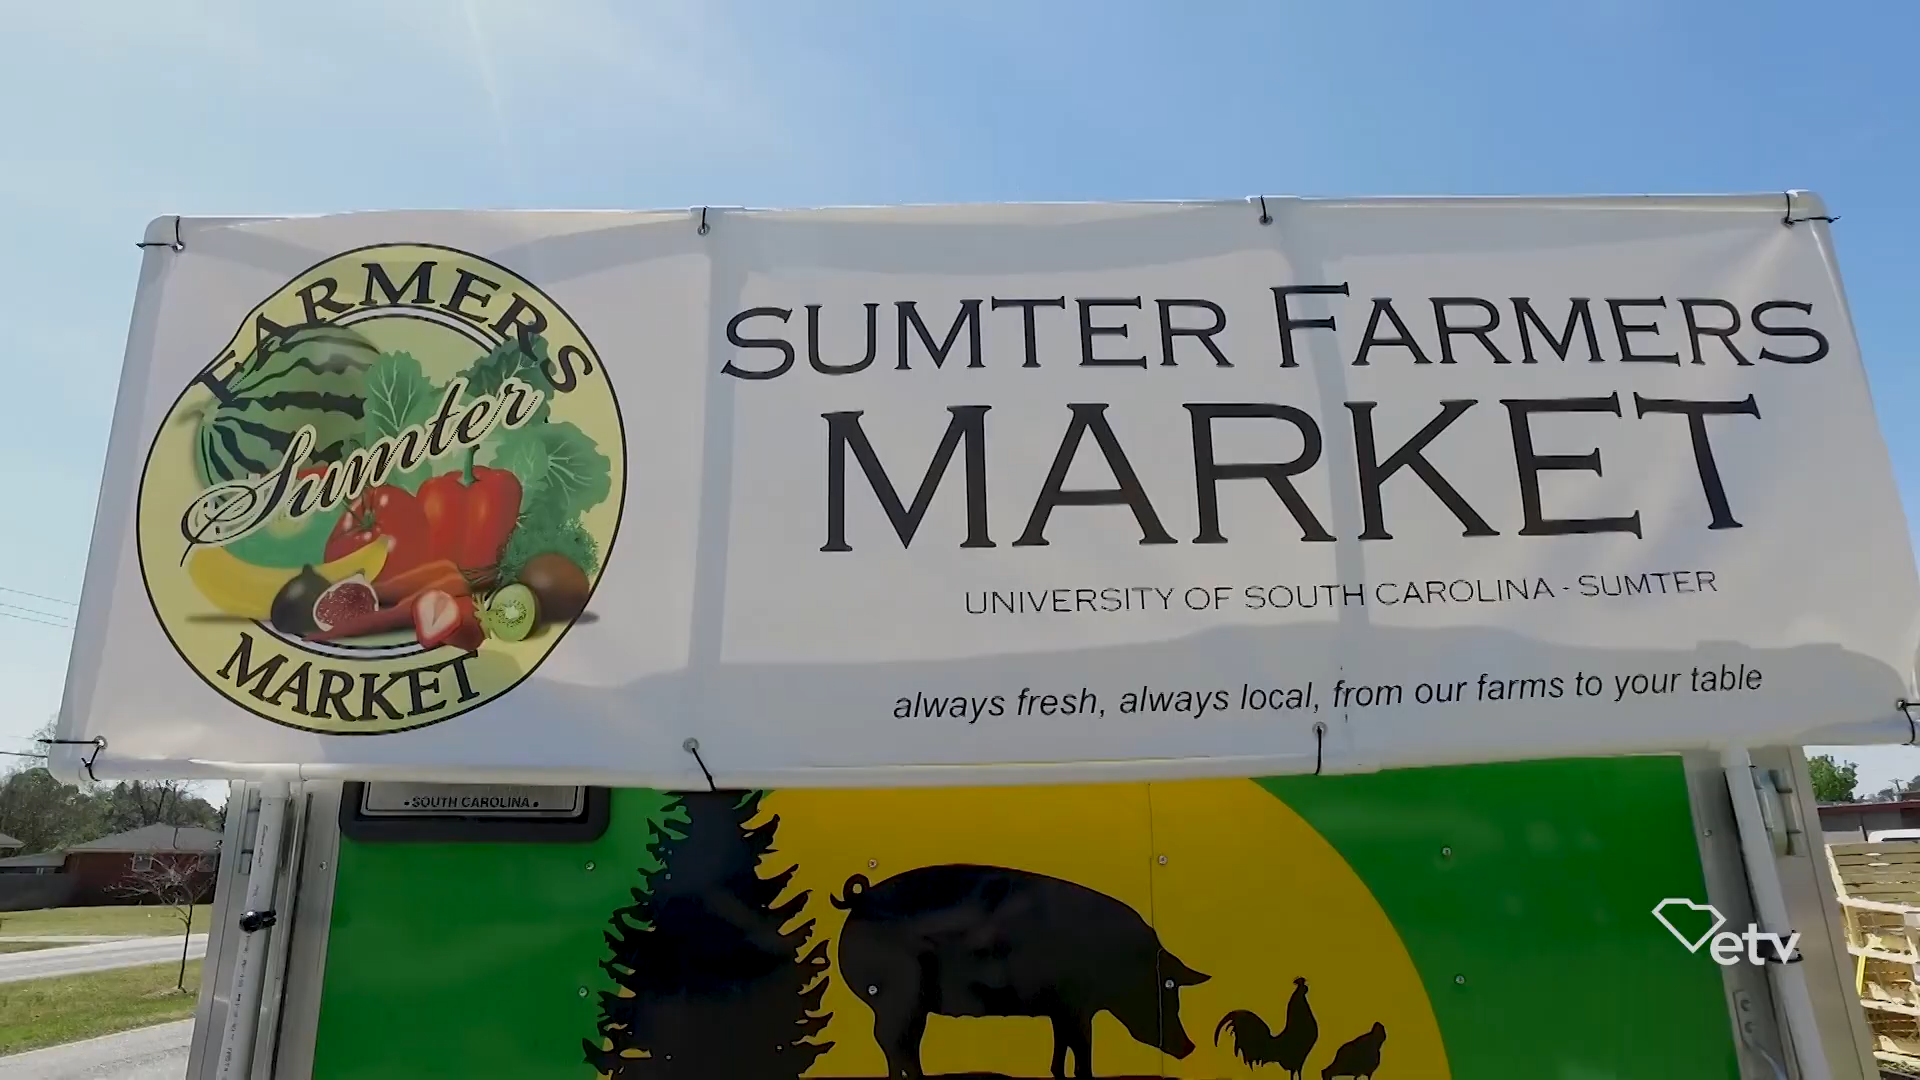 FARMERS
Sumter
MARKET
SUMTER FARMERS
MARKET
UNIVERSITY OF SOUTH CAROLINA - SUMTER
always fresh, always local, from our farms to your table
• SOUTH CAROLINA •
etv